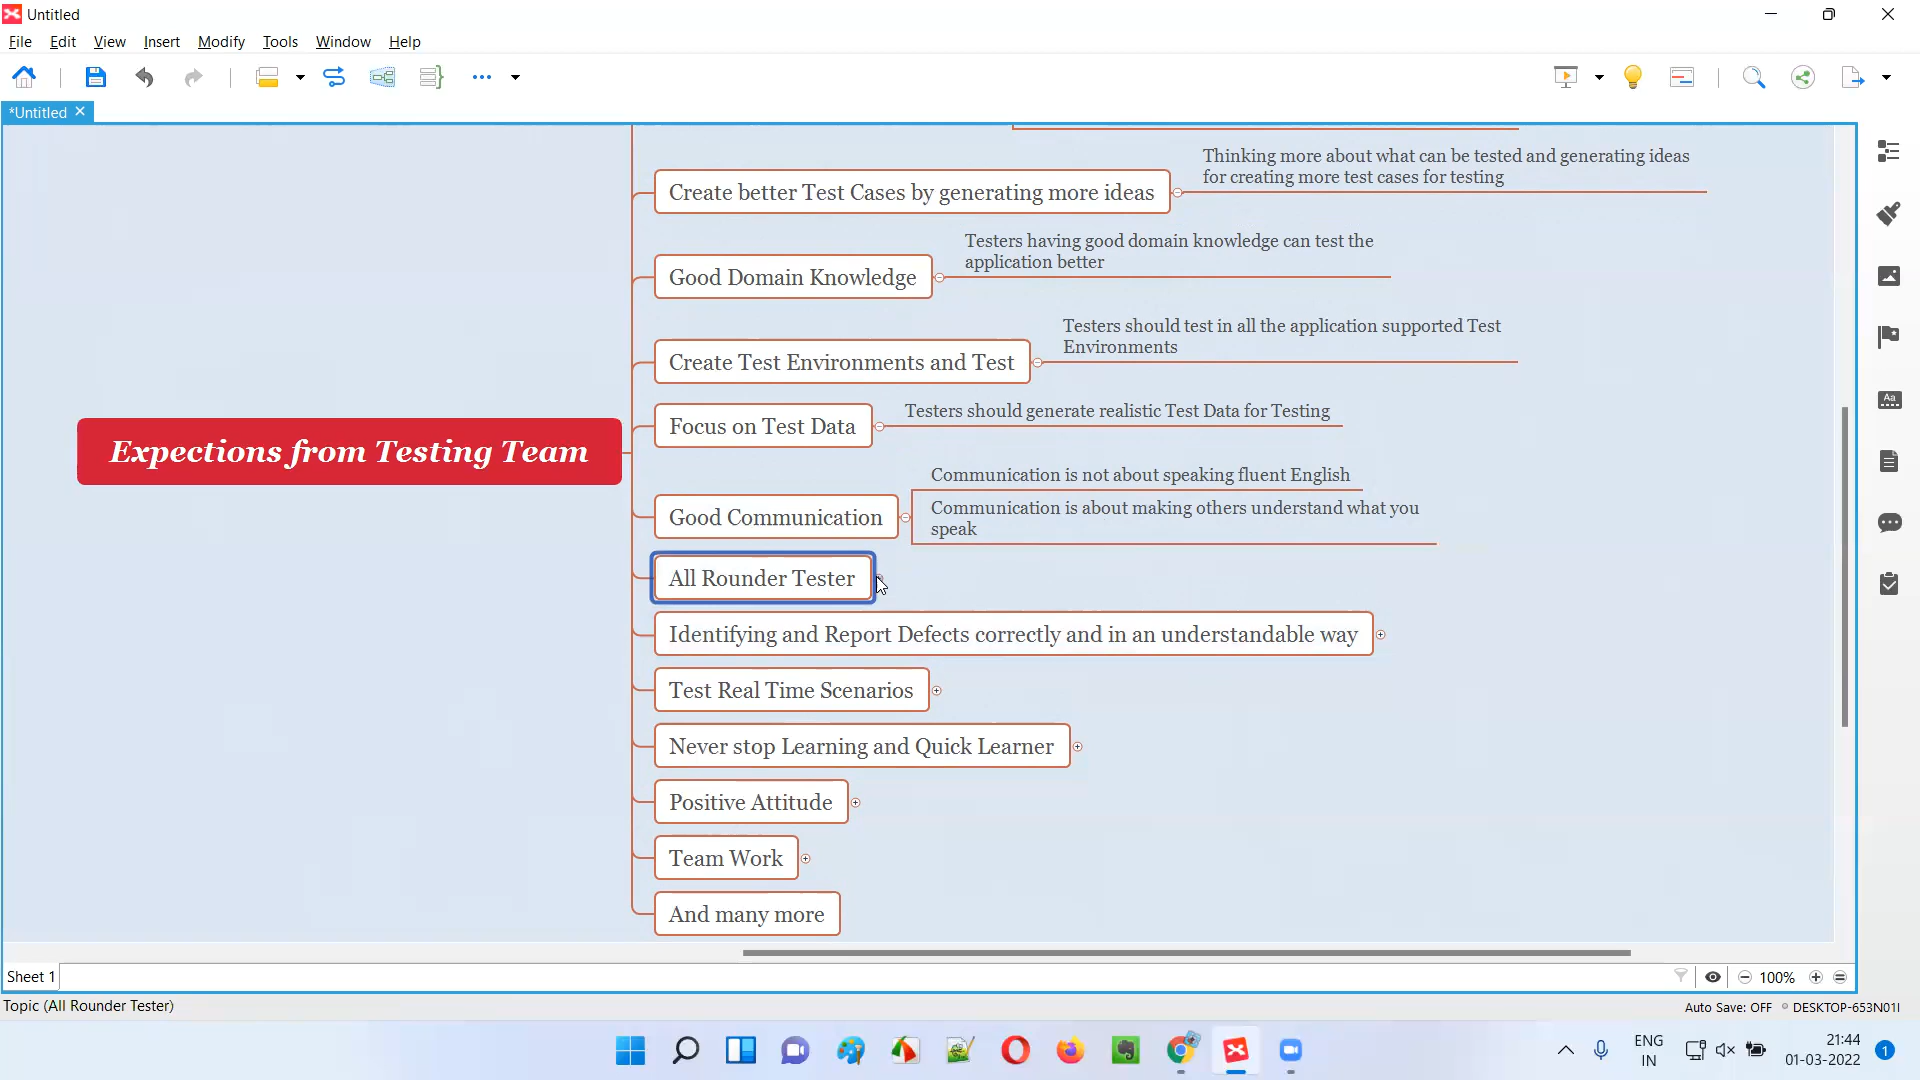 Untitled
File Edit View Insert Modify Tools Window Help
*Untitled
Thinking more about what can be tested and generating ideas
for creating more test cases for testing
Create better Test Cases by generating more ideas
Testers having good domain knowledge can test the
application better
Good Domain Knowledge
Testers should test in all the application supported Test
Environments
Create Test Environments and Test
Testers should generate realistic Test Data for Testing
Focus on Test Data
Expections from Testing Team
Communication is not about speaking fluent English
Communication is about making others understand what you
speak
Good Communication
All Rounder Tester
Identifying and Report Defects correctly and in an understandable way
Test Real Time Scenarios
Never stop Learning and Quick Learner
Positive Attitude
Team Work
And many more
Sheet 1
100%
Topic (All Rounder Tester)
Auto Save: OFF
DESKTOP-653N01I
ENG
IN
21:44
01-03-2022
1
Aa